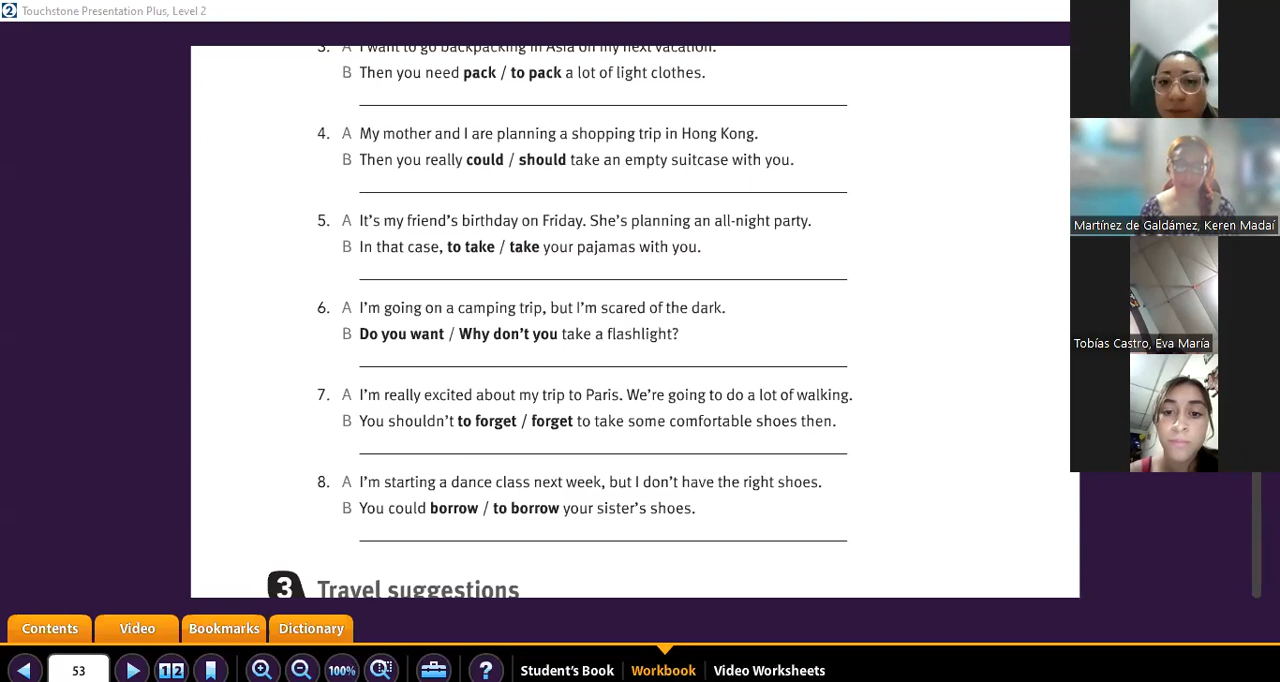 Touchstone Presentation Plus, Level 2
3. A I want to go backpacking in Asia on my next vacation.
B Then you need pack / to pack a lot of light clothes.
4. A My mother and I are planning a shopping trip in Hong Kong.
B Then you really could / should take an empty suitcase with you.
5. A It's my friend's birthday on Friday. She's planning an all-night party.
B In that case, to take / take your pajamas with you.
6. A I'm going on a camping trip, but I'm scared of the dark.
B Do you want / Why don't you take a flashlight?
7. A I'm really excited about my trip to Paris. We're going to do a lot of walking.
B You shouldn't to forget / forget to take some comfortable shoes then.
8. A I'm starting a dance class next week, but I don't have the right shoes.
B You could borrow / to borrow your sister's shoes.
3 Travel suggestions
Martínez de Galdámez, Keren Madaí
Tobías Castro, Eva María
Contents Video Bookmarks Dictionary
53 12 100% ? Student's Book Workbook Video Worksheets